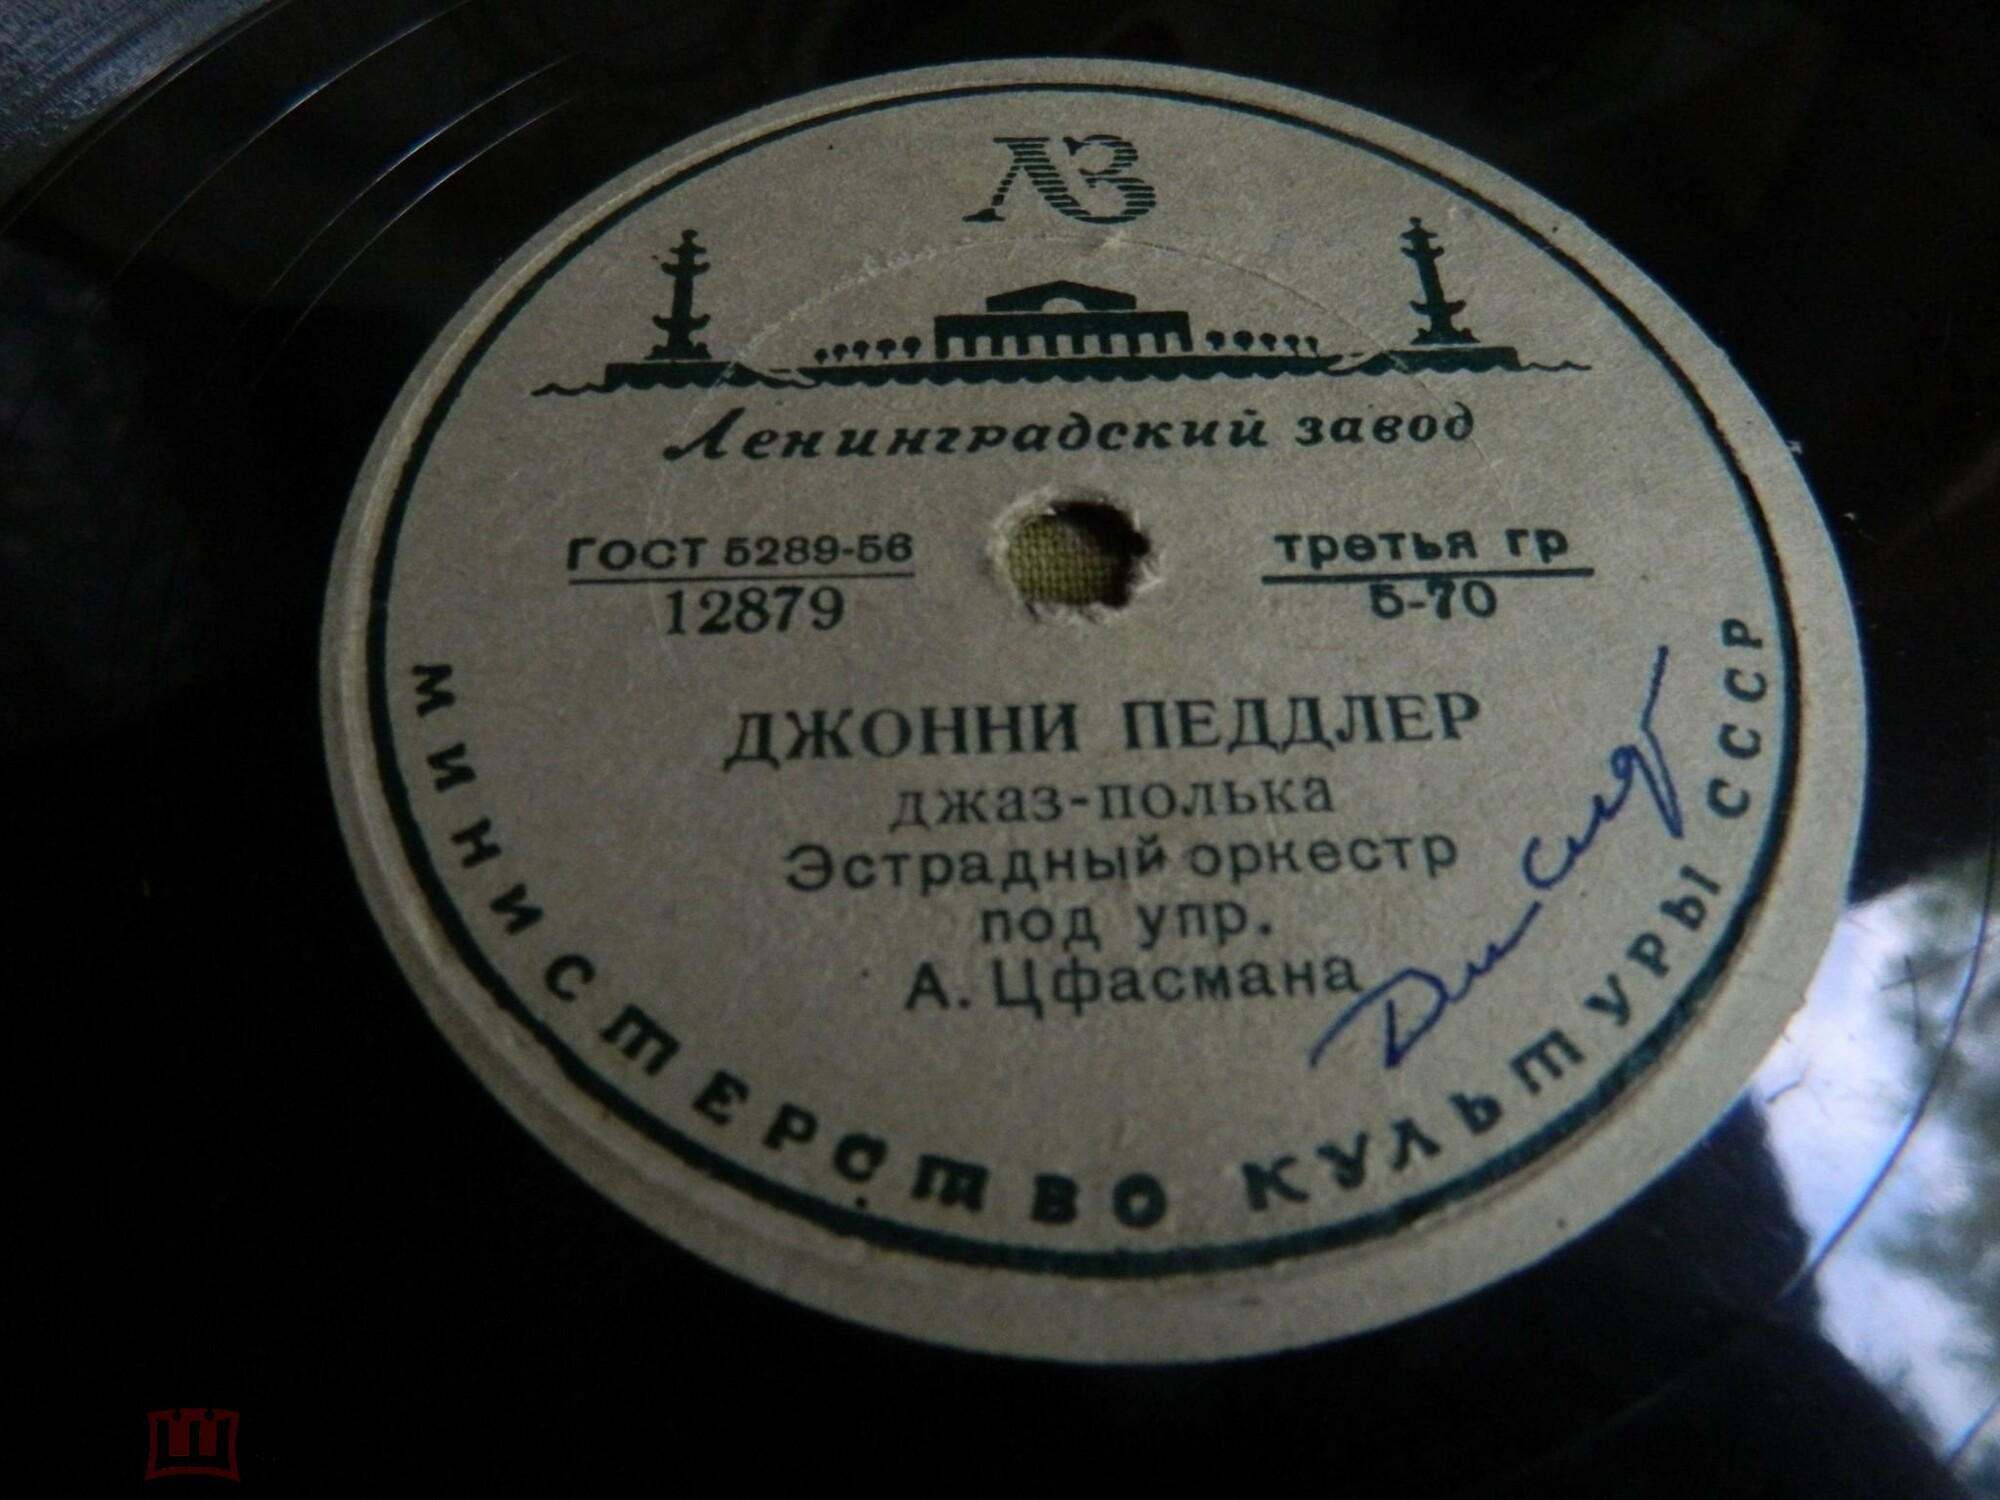 ЛЗ
Ленинградский завод
ГОСТ 5289-56
12879
третья гр
5-70
ДЖОННИ ПЕДДЛЕР
джаз-полька
Эстрадный оркестр
под упр.
А. Цфасмана
МИНИСТЕРСТВО КУЛЬТУРЫ СССР